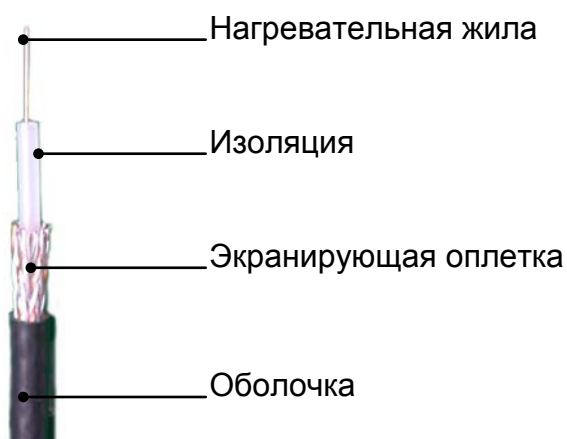 Нагревательная жила
Изоляция
Экранирующая оплетка
Оболочка